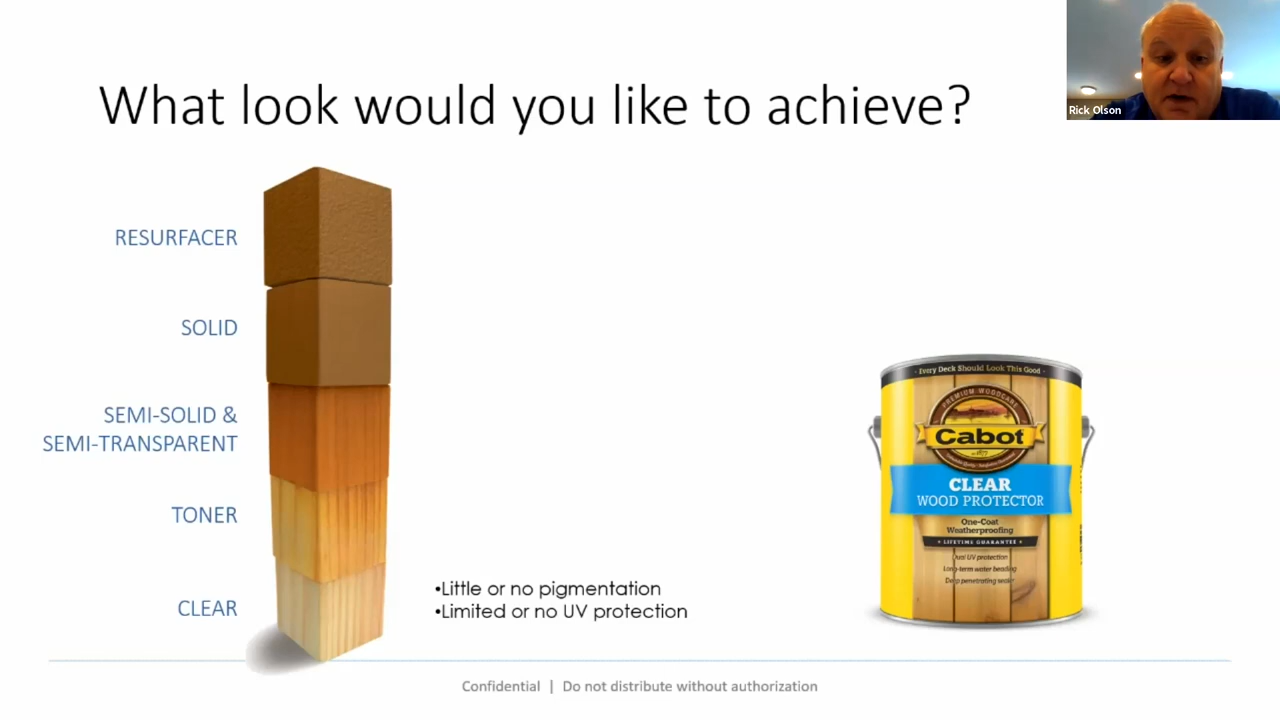 What look would you like to achieve?
Rick Olson
RESURFACER
SOLID
SEMI-SOLID &
SEMI-TRANSPARENT
TONER
CLEAR
•Little or no pigmentation
•Limited or no UV protection
- Every Deck Should Look This Good -
PREMIUM WOODCARE
Cabot
CLEAR
WOOD PROTECTOR
One-Coat
Weatherproofing
LIFETIME GUARANTEE
Dual UV protection
Long-term water beading
Deep penetrating sealer
Confidential | Do not distribute without authorization